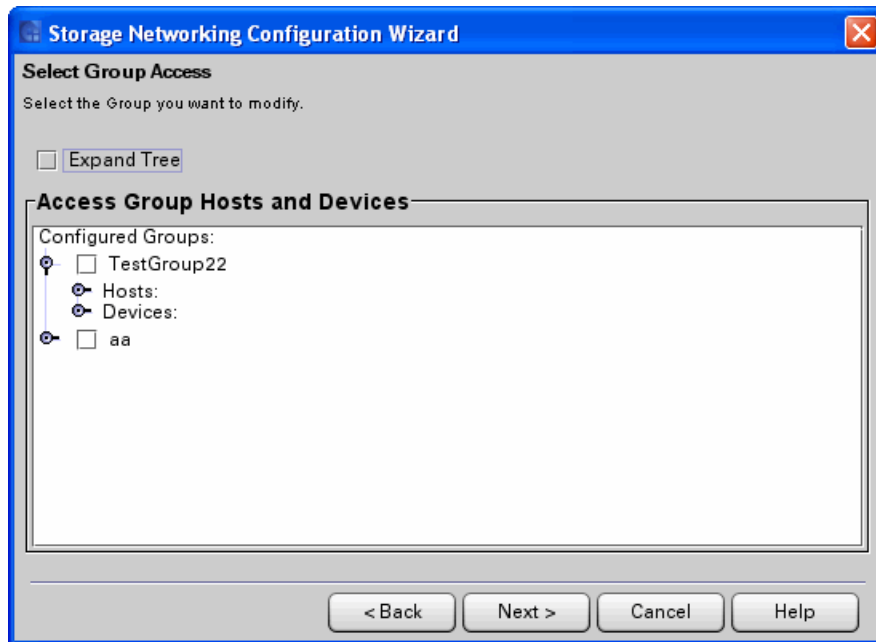 Storage Networking Configuration Wizard
Select Group Access
Select the Group you want to modify.
Expand Tree
Access Group Hosts and Devices
Configured Groups:
TestGroup22
Hosts:
Devices:
aa
< Back Next > Cancel Help